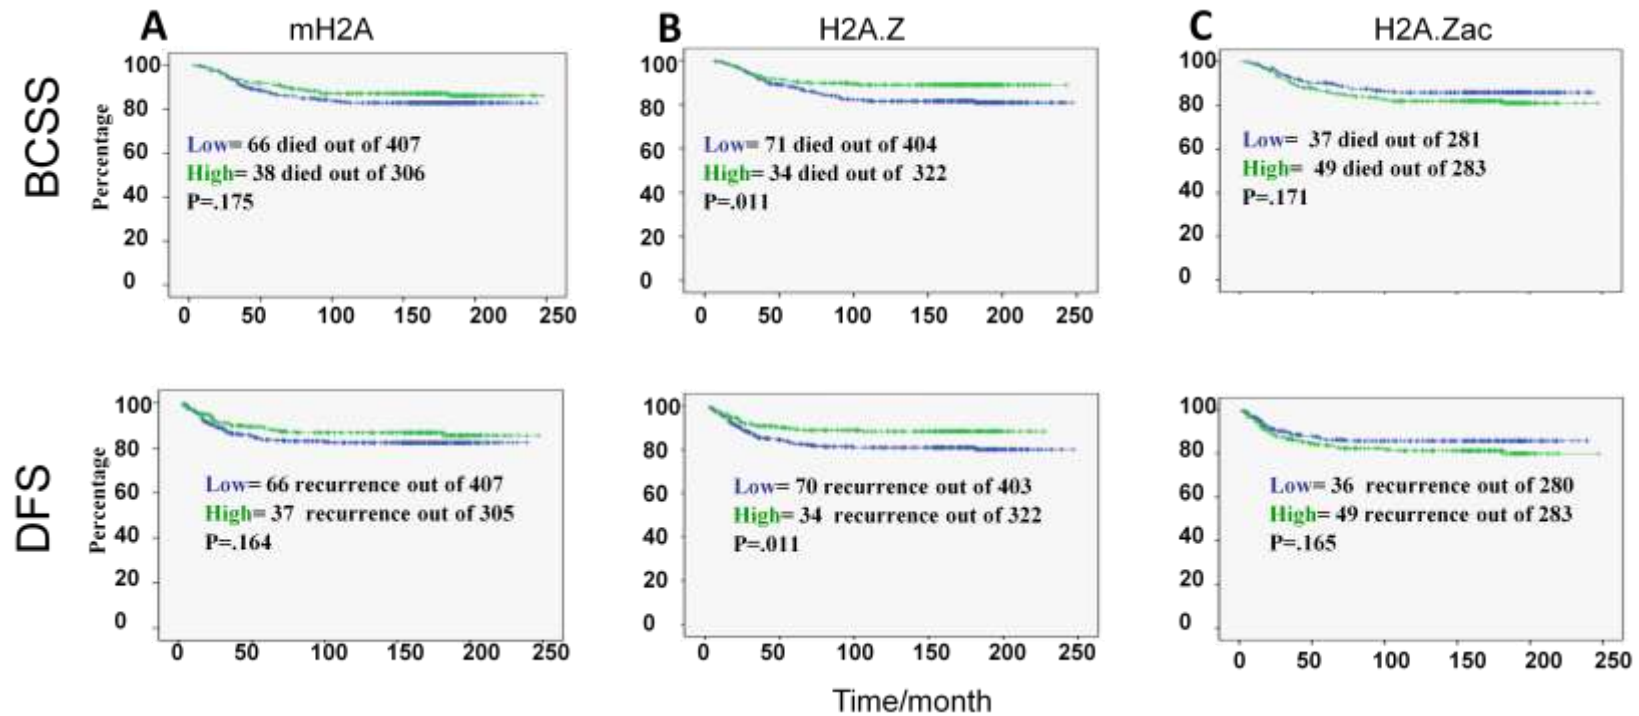 A mH2A
B H2A.Z
C H2A.Zac
BCSS
Percentage
100
80
60
40
20
0
Low= 66 died out of 407
High= 38 died out of 306
P=.175
0 50 100 150 200 250
100
80
60
40
20
0
Low= 71 died out of 404
High= 34 died out of 322
P=.011
0 50 100 150 200 250
100
80
60
40
20
0
Low= 37 died out of 281
High= 49 died out of 283
P=.171
DFS
Percentage
100
80
60
40
20
0
Low= 66 recurrence out of 407
High= 37 recurrence out of 305
P=.164
0 50 100 150 200 250
100
80
60
40
20
0
Low= 70 recurrence out of 403
High= 34 recurrence out of 322
P=.011
0 50 100 150 200 250
100
80
60
40
20
0
Low= 36 recurrence out of 280
High= 49 recurrence out of 283
P=.165
0 50 100 150 200 250
Time/month